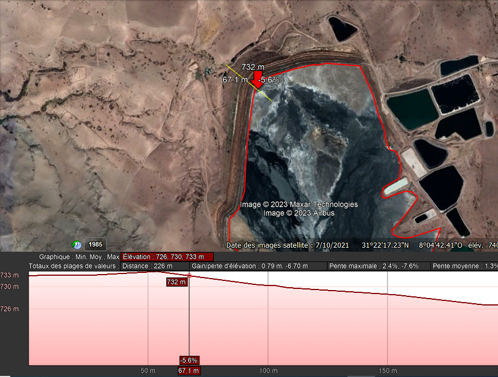 732 m
67.1 m -5.6%
Image © 2023 Maxar Technologies
Image © 2023 Airbus
1985
Date des images satellite : 7/10/2021 31°22'17.23"N 8°04'42.41"O élév. 740
Graphique : Min, Moy., Max Élévation : 726, 730, 733 m
Totaux des plages de valeurs Distance : 226 m Gain/perte d'élévation : 0.79 m, -6.70 m Pente maximale : 2.4%, -7.6% Pente moyenne : 1.3%
733 m
732 m
730 m
726 m
-5.6%
50 m 67.1 m 100 m 150 m